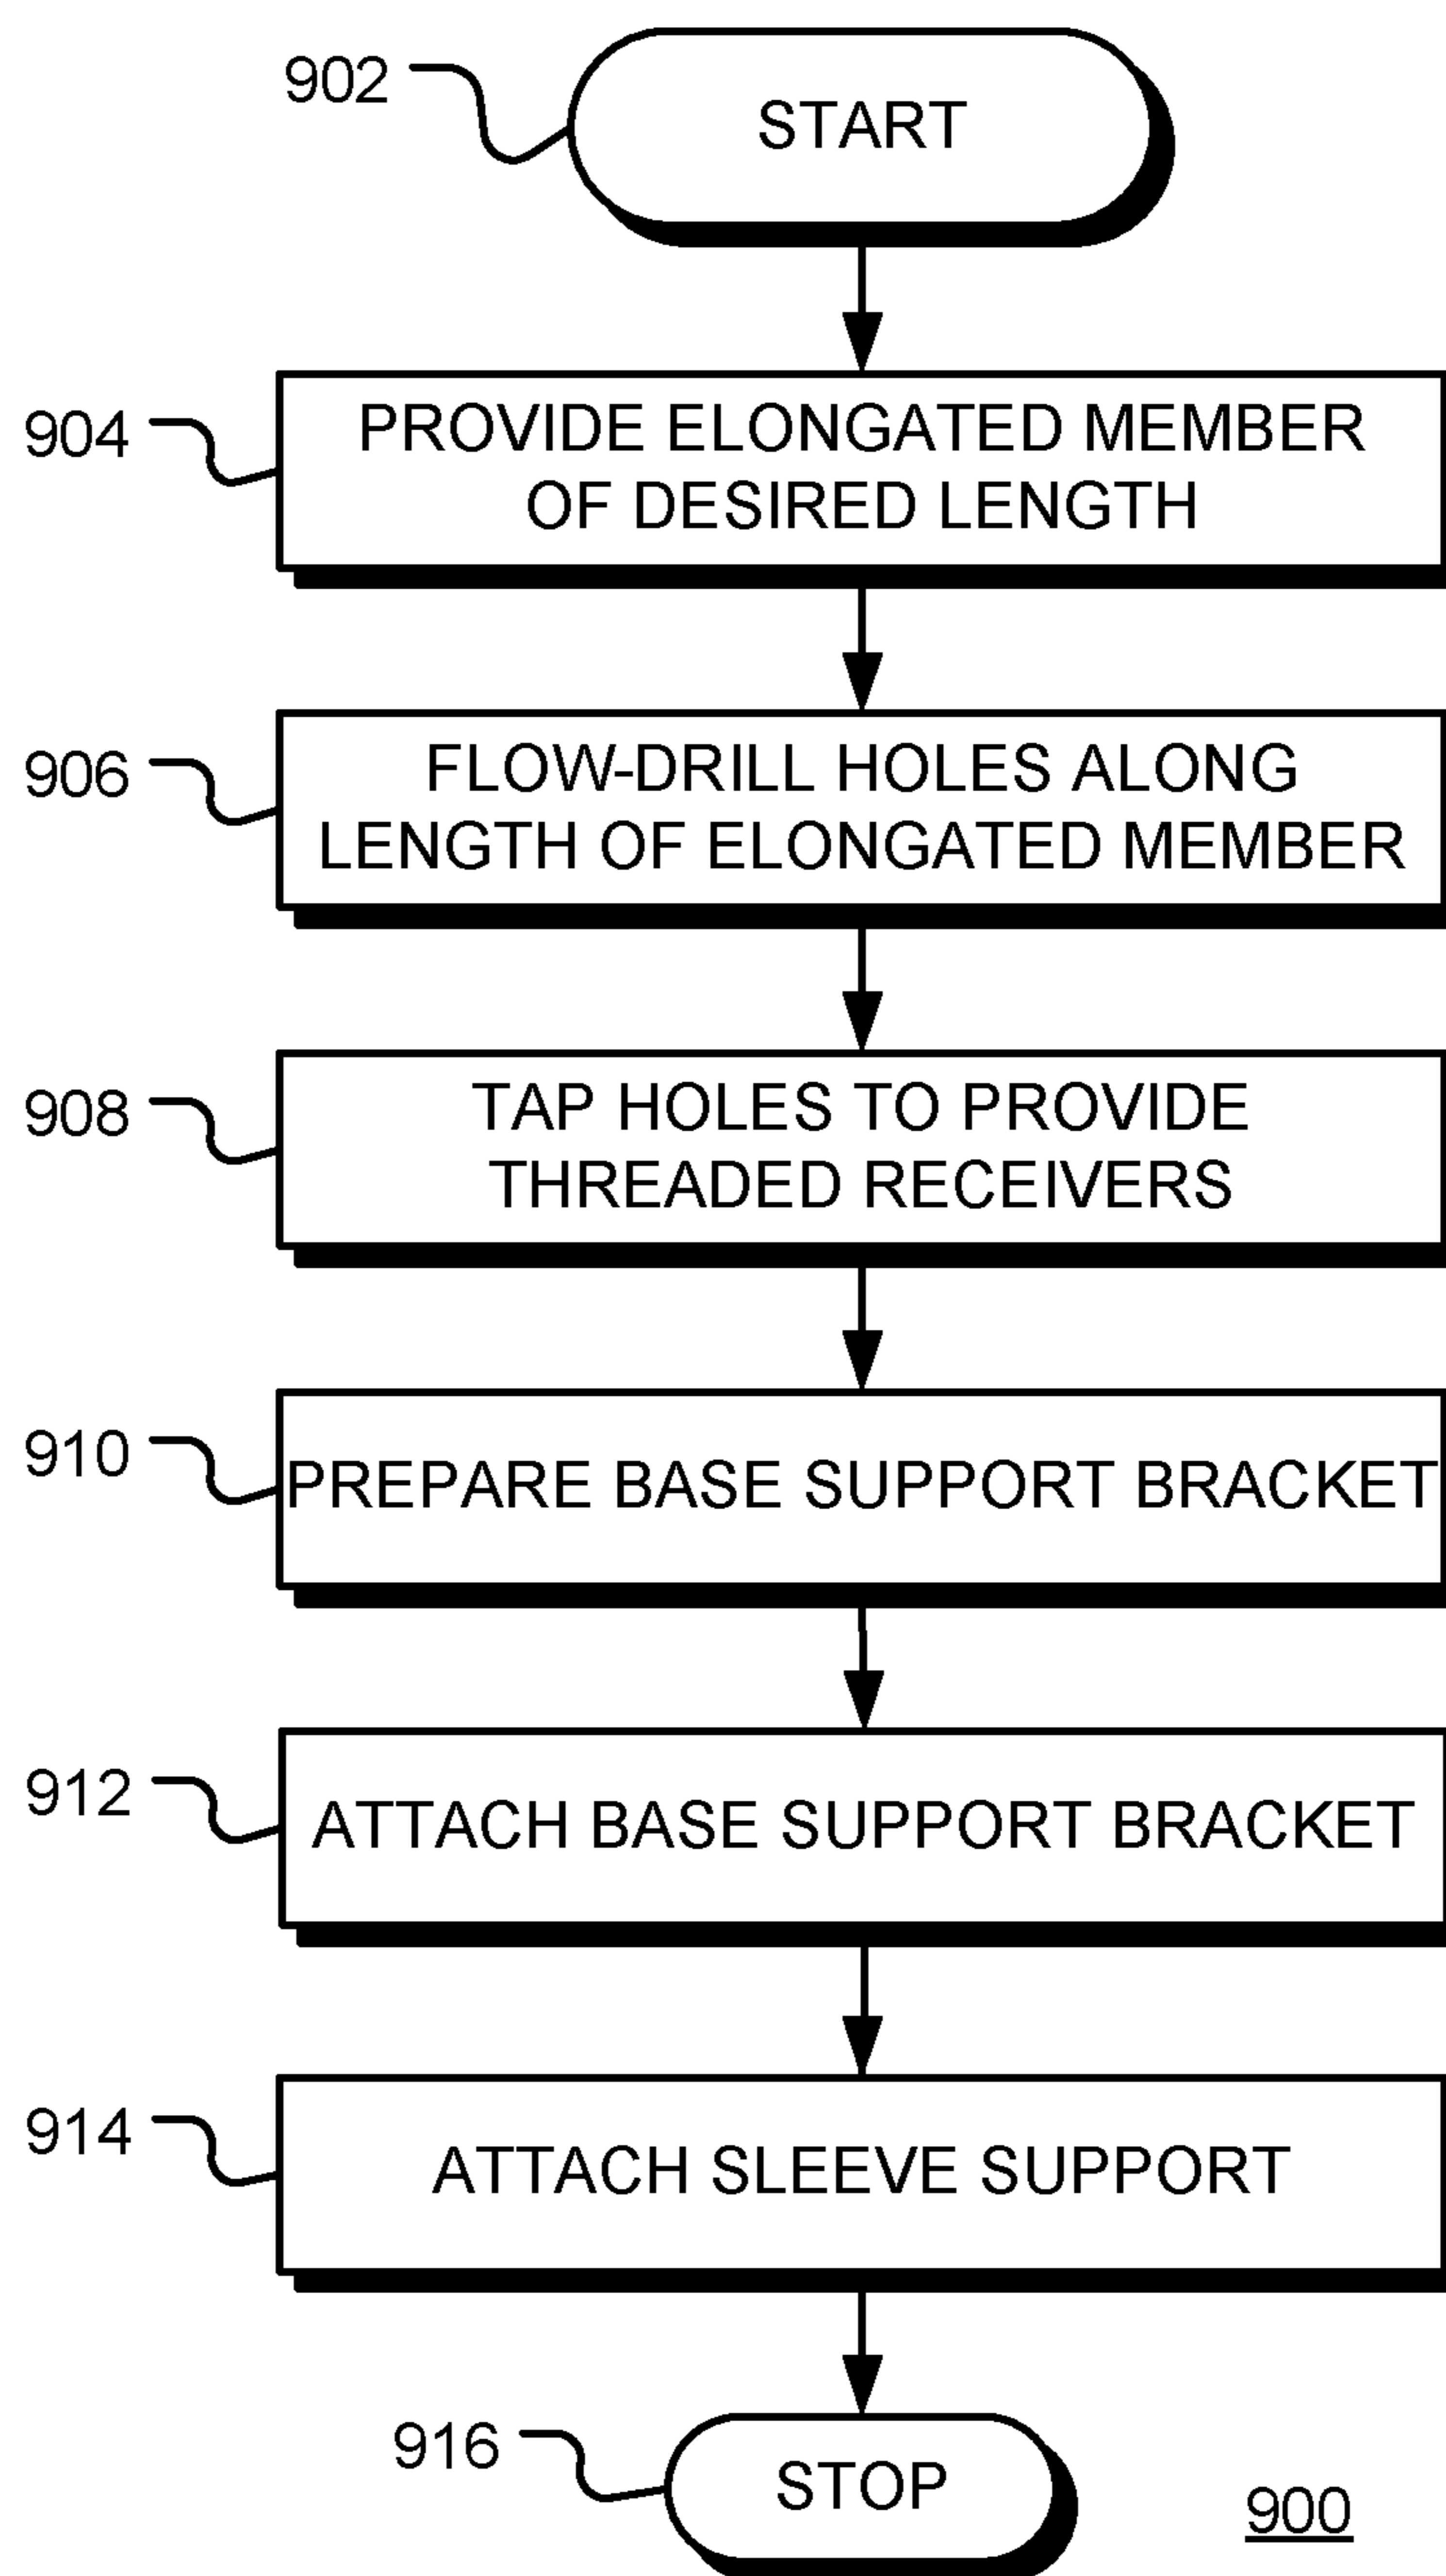 902
START
904
PROVIDE ELONGATED MEMBER
OF DESIRED LENGTH
906
FLOW-DRILL HOLES ALONG
LENGTH OF ELONGATED MEMBER
908
TAP HOLES TO PROVIDE
THREADED RECEIVERS
910
PREPARE BASE SUPPORT BRACKET
912
ATTACH BASE SUPPORT BRACKET
914
ATTACH SLEEVE SUPPORT
916
STOP
900